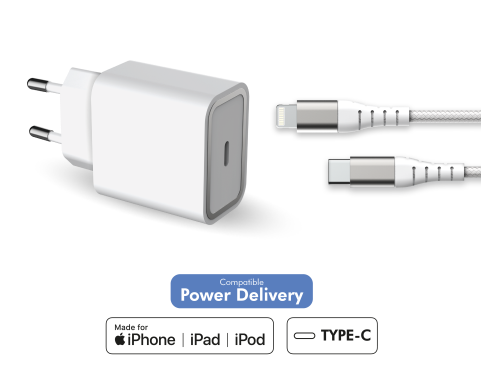 Compatible
Power Delivery
Made for
iPhone | iPad | iPod
TYPE-C